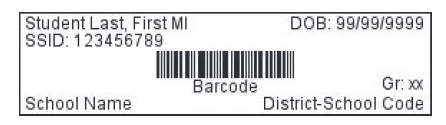 Student Last, First MI DOB: 99/99/9999
SSID: 123456789
Barcode Gr: xx
School Name District-School Code